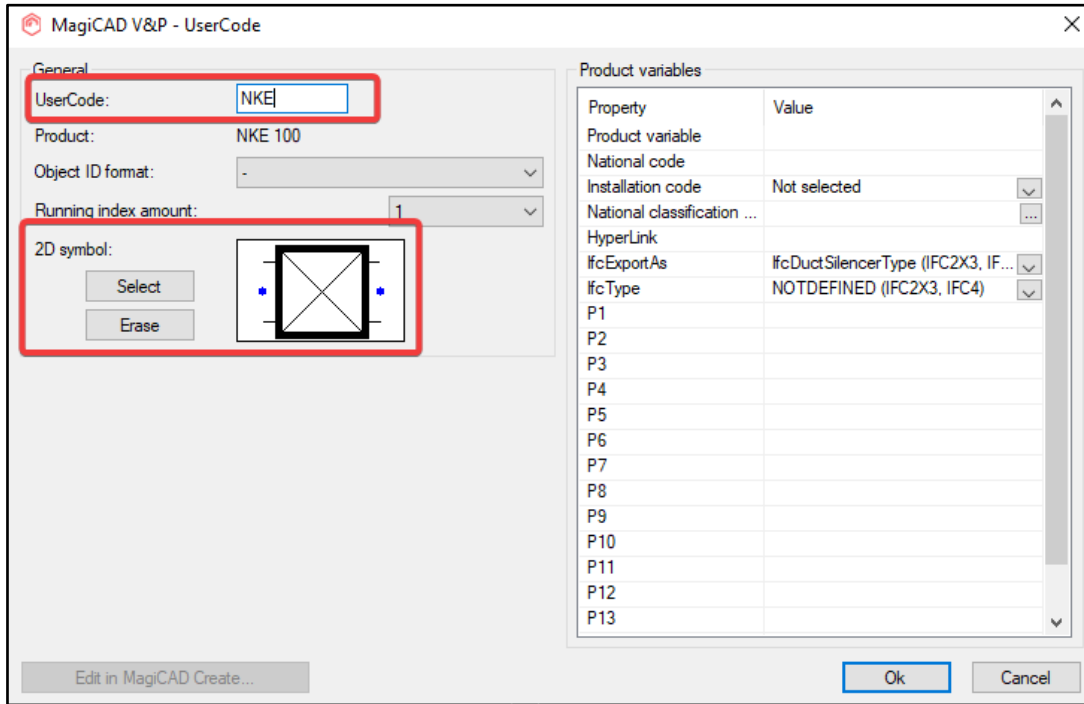 MagiCAD V&P - UserCode
General
UserCode: NKE
Product: NKE 100
Object ID format: -
Running index amount: 1
2D symbol:
Select
Erase
Product variables
Property Value
Product variable
National code
Installation code Not selected
National classification ... ...
HyperLink
IfcExportAs IfcDuctSilencerType (IFC2X3, IF...
IfcType NOTDEFINED (IFC2X3, IFC4)
P1
P2
P3
P4
P5
P6
P7
P8
P9
P10
P11
P12
P13
Edit in MagiCAD Create...
Ok Cancel